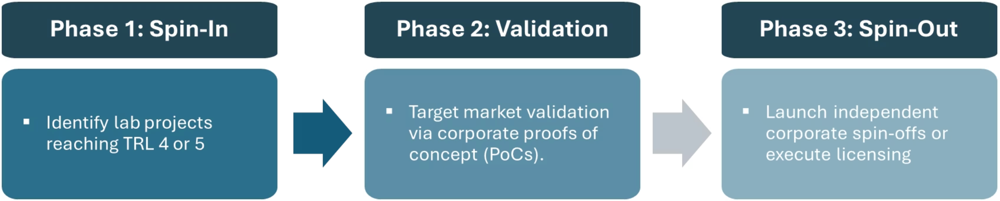 Phase 1: Spin-In
▪ Identify lab projects
reaching TRL 4 or 5
Phase 2: Validation
▪ Target market validation
via corporate proofs of
concept (PoCs).
Phase 3: Spin-Out
▪ Launch independent
corporate spin-offs or
execute licensing